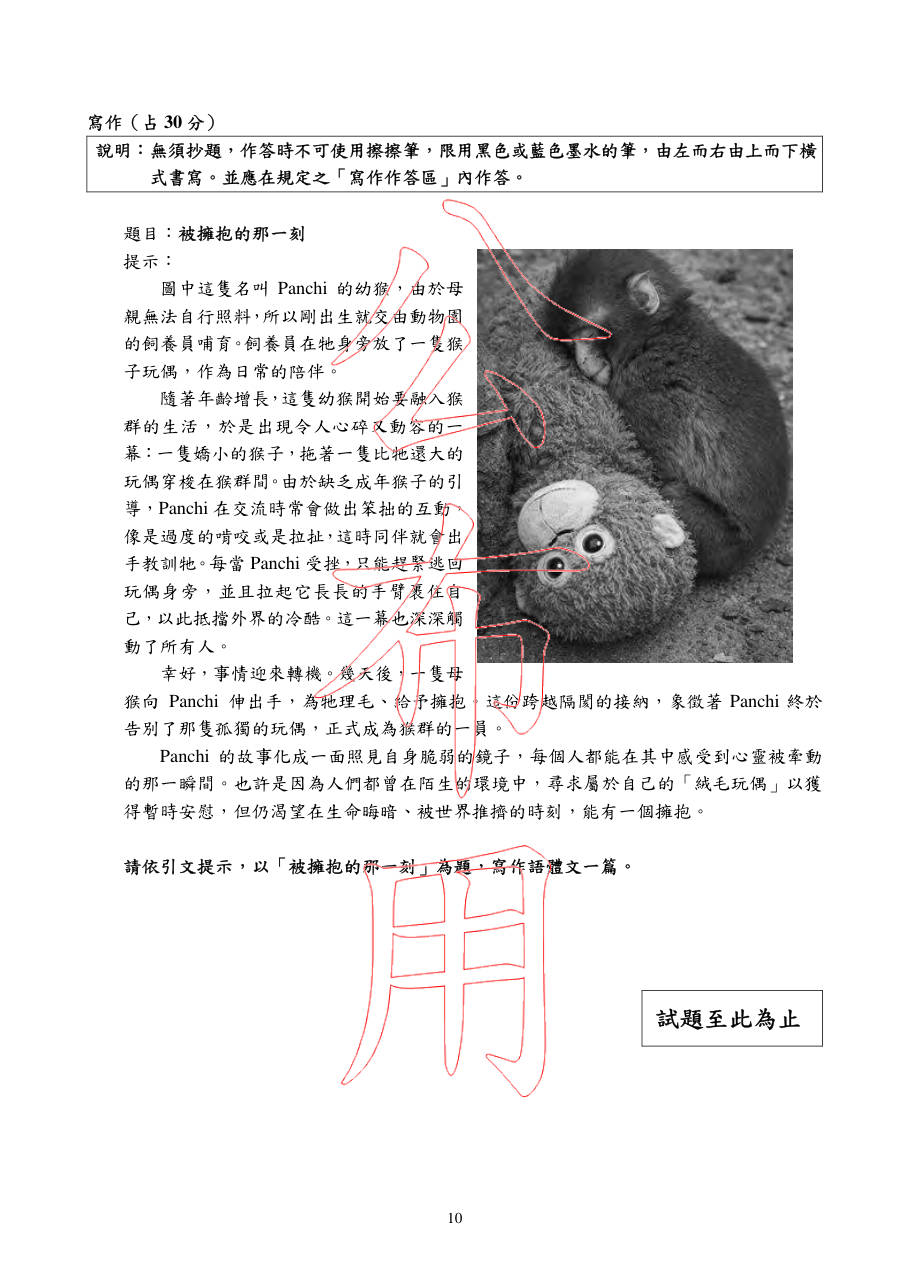 寫作（占 30 分）
說明：無須抄題，作答時不可使用擦擦筆，限用黑色或藍色墨水的筆，由左而右由上而下橫
式書寫。並應在規定之「寫作作答區」內作答。
題目：被擁抱的那一刻
提示：
圖中這隻名叫 Panchi 的幼猴，由於母
親無法自行照料，所以剛出生就交由動物園
的飼養員哺育。飼養員在牠身旁放了一隻猴
子玩偶，作為日常的陪伴。
隨著年齡增長，這隻幼猴開始要融入猴
群的生活，於是出現令人心碎又動容的一
幕：一隻嬌小的猴子，拖著一隻比牠還大的
玩偶穿梭在猴群間。由於缺乏成年猴子的引
導，Panchi 在交流時常會做出笨拙的互動，
像是過度的啃咬或是拉扯，這時同伴就會出
手教訓牠。每當 Panchi 受挫，只能趕緊逃回
玩偶身旁，並且拉起它長長的手臂裹住自
己，以此抵擋外界的冷酷。這一幕也深深觸
動了所有人。
幸好，事情迎來轉機。幾天後，一隻母
猴向 Panchi 伸出手，為牠理毛、給予擁抱。這份跨越隔閡的接納，象徵著 Panchi 終於
告別了那隻孤獨的玩偶，正式成為猴群的一員。
Panchi 的故事化成一面照見自身脆弱的鏡子，每個人都能在其中感受到心靈被牽動
的那一瞬間。也許是因為人們都曾在陌生的環境中，尋求屬於自己的「絨毛玩偶」以獲
得暫時安慰，但仍渴望在生命晦暗、被世界推擠的時刻，能有一個擁抱。
請依引文提示，以「被擁抱的那一刻」為題，寫作語體文一篇。
試題至此為止
公布用
10